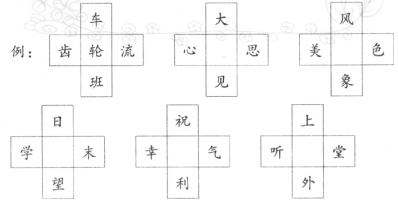 车 大 风
例： 齿 轮 流 心 思 美 色
班 见 象
日 祝 上
学 末 幸 气 听 堂
望 利 外